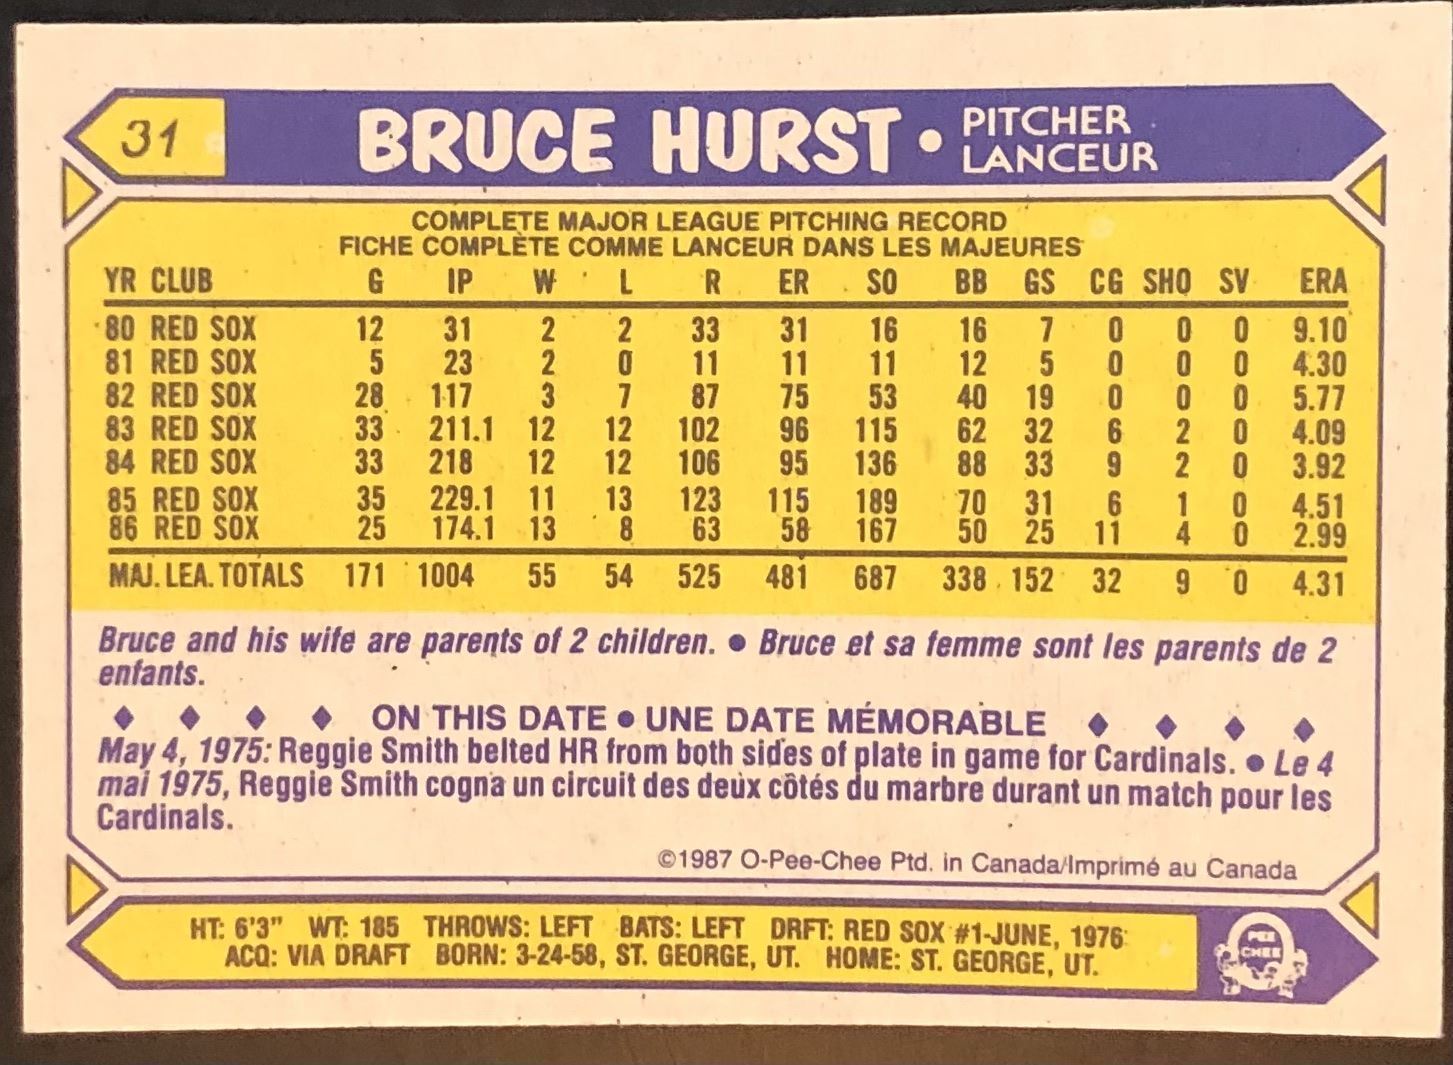 31
BRUCE HURST • PITCHER
LANCEUR
COMPLETE MAJOR LEAGUE PITCHING RECORD
FICHE COMPLÈTE COMME LANCEUR DANS LES MAJEURES
YR CLUB G IP W L R ER SO BB GS CG SHO SV ERA
80 RED SOX 12 31 2 2 33 31 16 16 7 0 0 0 9.10
81 RED SOX 5 23 2 0 11 11 11 12 5 0 0 0 4.30
82 RED SOX 28 117 3 7 87 75 53 40 19 0 0 0 5.77
83 RED SOX 33 211.1 12 12 102 96 115 62 32 6 2 0 4.09
84 RED SOX 33 218 12 12 106 95 136 88 33 9 2 0 3.92
85 RED SOX 35 229.1 11 13 123 115 189 70 31 6 1 0 4.51
86 RED SOX 25 174.1 13 8 63 58 167 50 25 11 4 0 2.99
MAJ. LEA. TOTALS 171 1004 55 54 525 481 687 338 152 32 9 0 4.31
Bruce and his wife are parents of 2 children. • Bruce et sa femme sont les parents de 2
enfants.
♦ ♦ ♦ ♦ ON THIS DATE • UNE DATE MÉMORABLE ♦ ♦ ♦ ♦
May 4, 1975: Reggie Smith belted HR from both sides of plate in game for Cardinals. • Le 4
mai 1975, Reggie Smith cogna un circuit des deux côtés du marbre durant un match pour les
Cardinals.
©1987 O-Pee-Chee Ptd. in Canada/Imprimé au Canada
HT: 6'3" WT: 185 THROWS: LEFT BATS: LEFT DRFT: RED SOX #1-JUNE, 1976
ACQ: VIA DRAFT BORN: 3-24-58, ST. GEORGE, UT. HOME: ST. GEORGE, UT.
PEE
CHEE